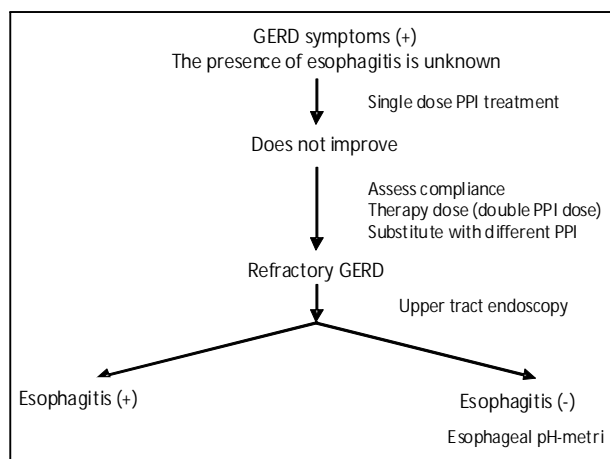 GERD symptoms (+)
The presence of esophagitis is unknown
Single dose PPI treatment
Does not improve
Assess compliance
Therapy dose (double PPI dose)
Substitute with different PPI
Refractory GERD
Upper tract endoscopy
Esophagitis (+)
Esophagitis (-)
Esophageal pH-metri